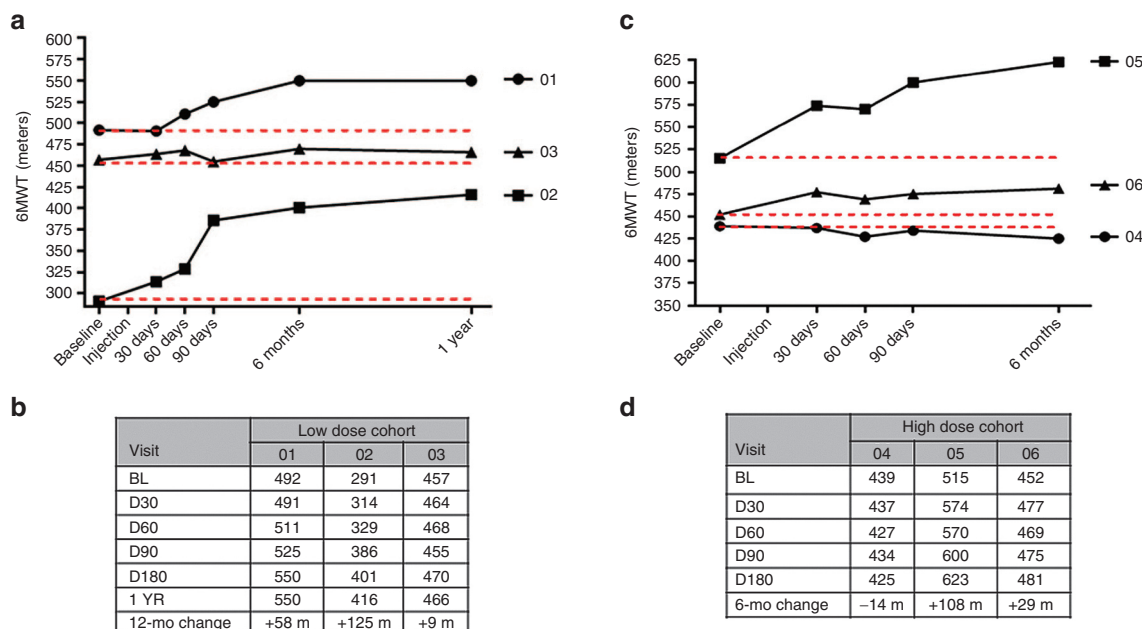 a
600
575
550
525
500
475
450
425
400
375
350
325
300
6MWT (meters)
Baseline
Injection
30 days
60 days
90 days
6 months
1 year
01
03
02
b
Visit
Low dose cohort
01 02 03
BL 492 291 457
D30 491 314 464
D60 511 329 468
D90 525 386 455
D180 550 401 470
1 YR 550 416 466
12-mo change +58 m +125 m +9 m
c
625
600
575
550
525
500
475
450
425
400
375
350
6MWT (meters)
Baseline
Injection
30 days
60 days
90 days
6 months
05
06
04
d
Visit
High dose cohort
04 05 06
BL 439 515 452
D30 437 574 477
D60 427 570 469
D90 434 600 475
D180 425 623 481
6-mo change −14 m +108 m +29 m